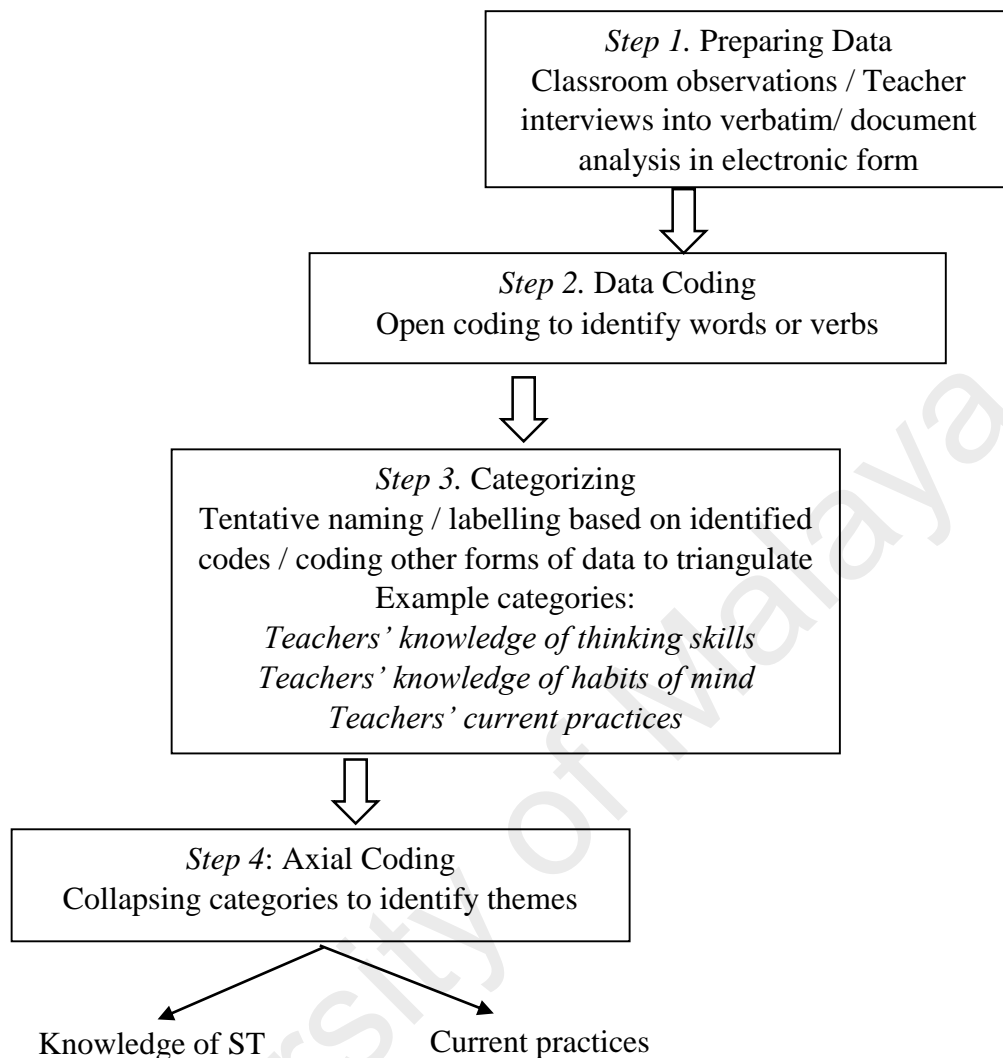 Step 1. Preparing Data
Classroom observations / Teacher
interviews into verbatim/ document
analysis in electronic form
Step 2. Data Coding
Open coding to identify words or verbs
Step 3. Categorizing
Tentative naming / labelling based on identified
codes / coding other forms of data to triangulate
Example categories:
Teachers’ knowledge of thinking skills
Teachers’ knowledge of habits of mind
Teachers’ current practices
Step 4: Axial Coding
Collapsing categories to identify themes
Knowledge of ST
Current practices
rsity of Malaya